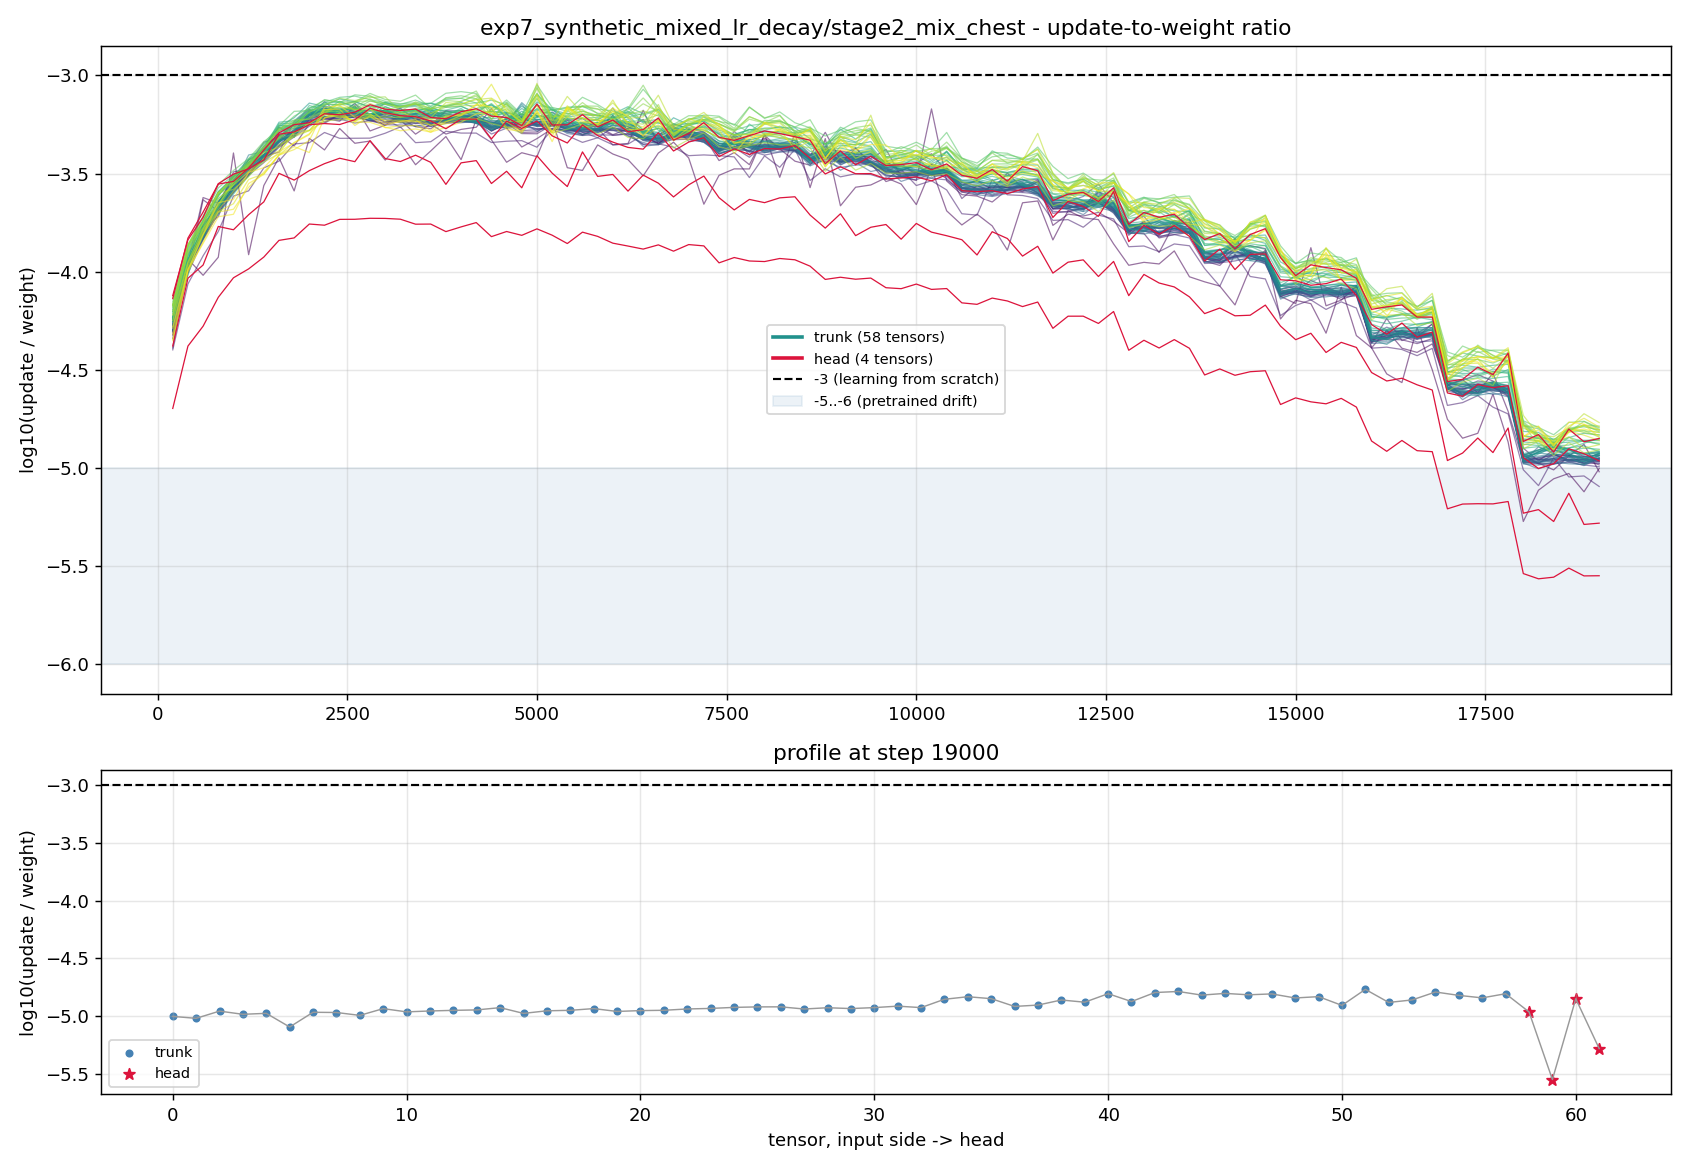 exp7_synthetic_mixed_lr_decay/stage2_mix_chest - update-to-weight ratio
log10(update / weight)
−3.0
−3.5
−4.0
−4.5
−5.0
−5.5
−6.0
trunk (58 tensors)
head (4 tensors)
-3 (learning from scratch)
-5..-6 (pretrained drift)
0 2500 5000 7500 10000 12500 15000 17500
profile at step 19000
log10(update / weight)
−3.0
−3.5
−4.0
−4.5
−5.0
−5.5
trunk
head
0 10 20 30 40 50 60
tensor, input side -> head